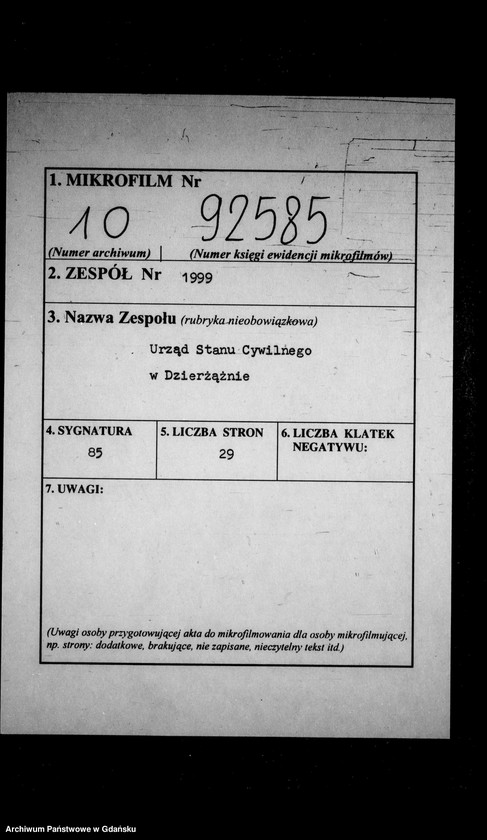 1. MIKROFILM Nr
10 92585
(Numer archiwum) (Numer księgi ewidencji mikrofilmów)
2. ZESPÓŁ Nr 1999
3. Nazwa Zespołu (rubryka nieobowiązkowa)
Urząd Stanu Cywilnego
w Dzierżążnie
4. SYGNATURA 5. LICZBA STRON 6. LICZBA KLATEK
NEGATYWU:
85 29
7. UWAGI:
(Uwagi osoby przygotowującej akta do mikrofilmowania dla osoby mikrofilmującej,
np. strony: dodatkowe, brakujące, nie zapisane, nieczytelny tekst itd.)
Archiwum Państwowe w Gdańsku